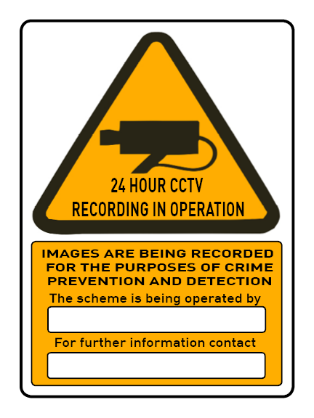 24 HOUR CCTV
RECORDING IN OPERATION
IMAGES ARE BEING RECORDED
FOR THE PURPOSES OF CRIME
PREVENTION AND DETECTION
The scheme is being operated by
For further information contact